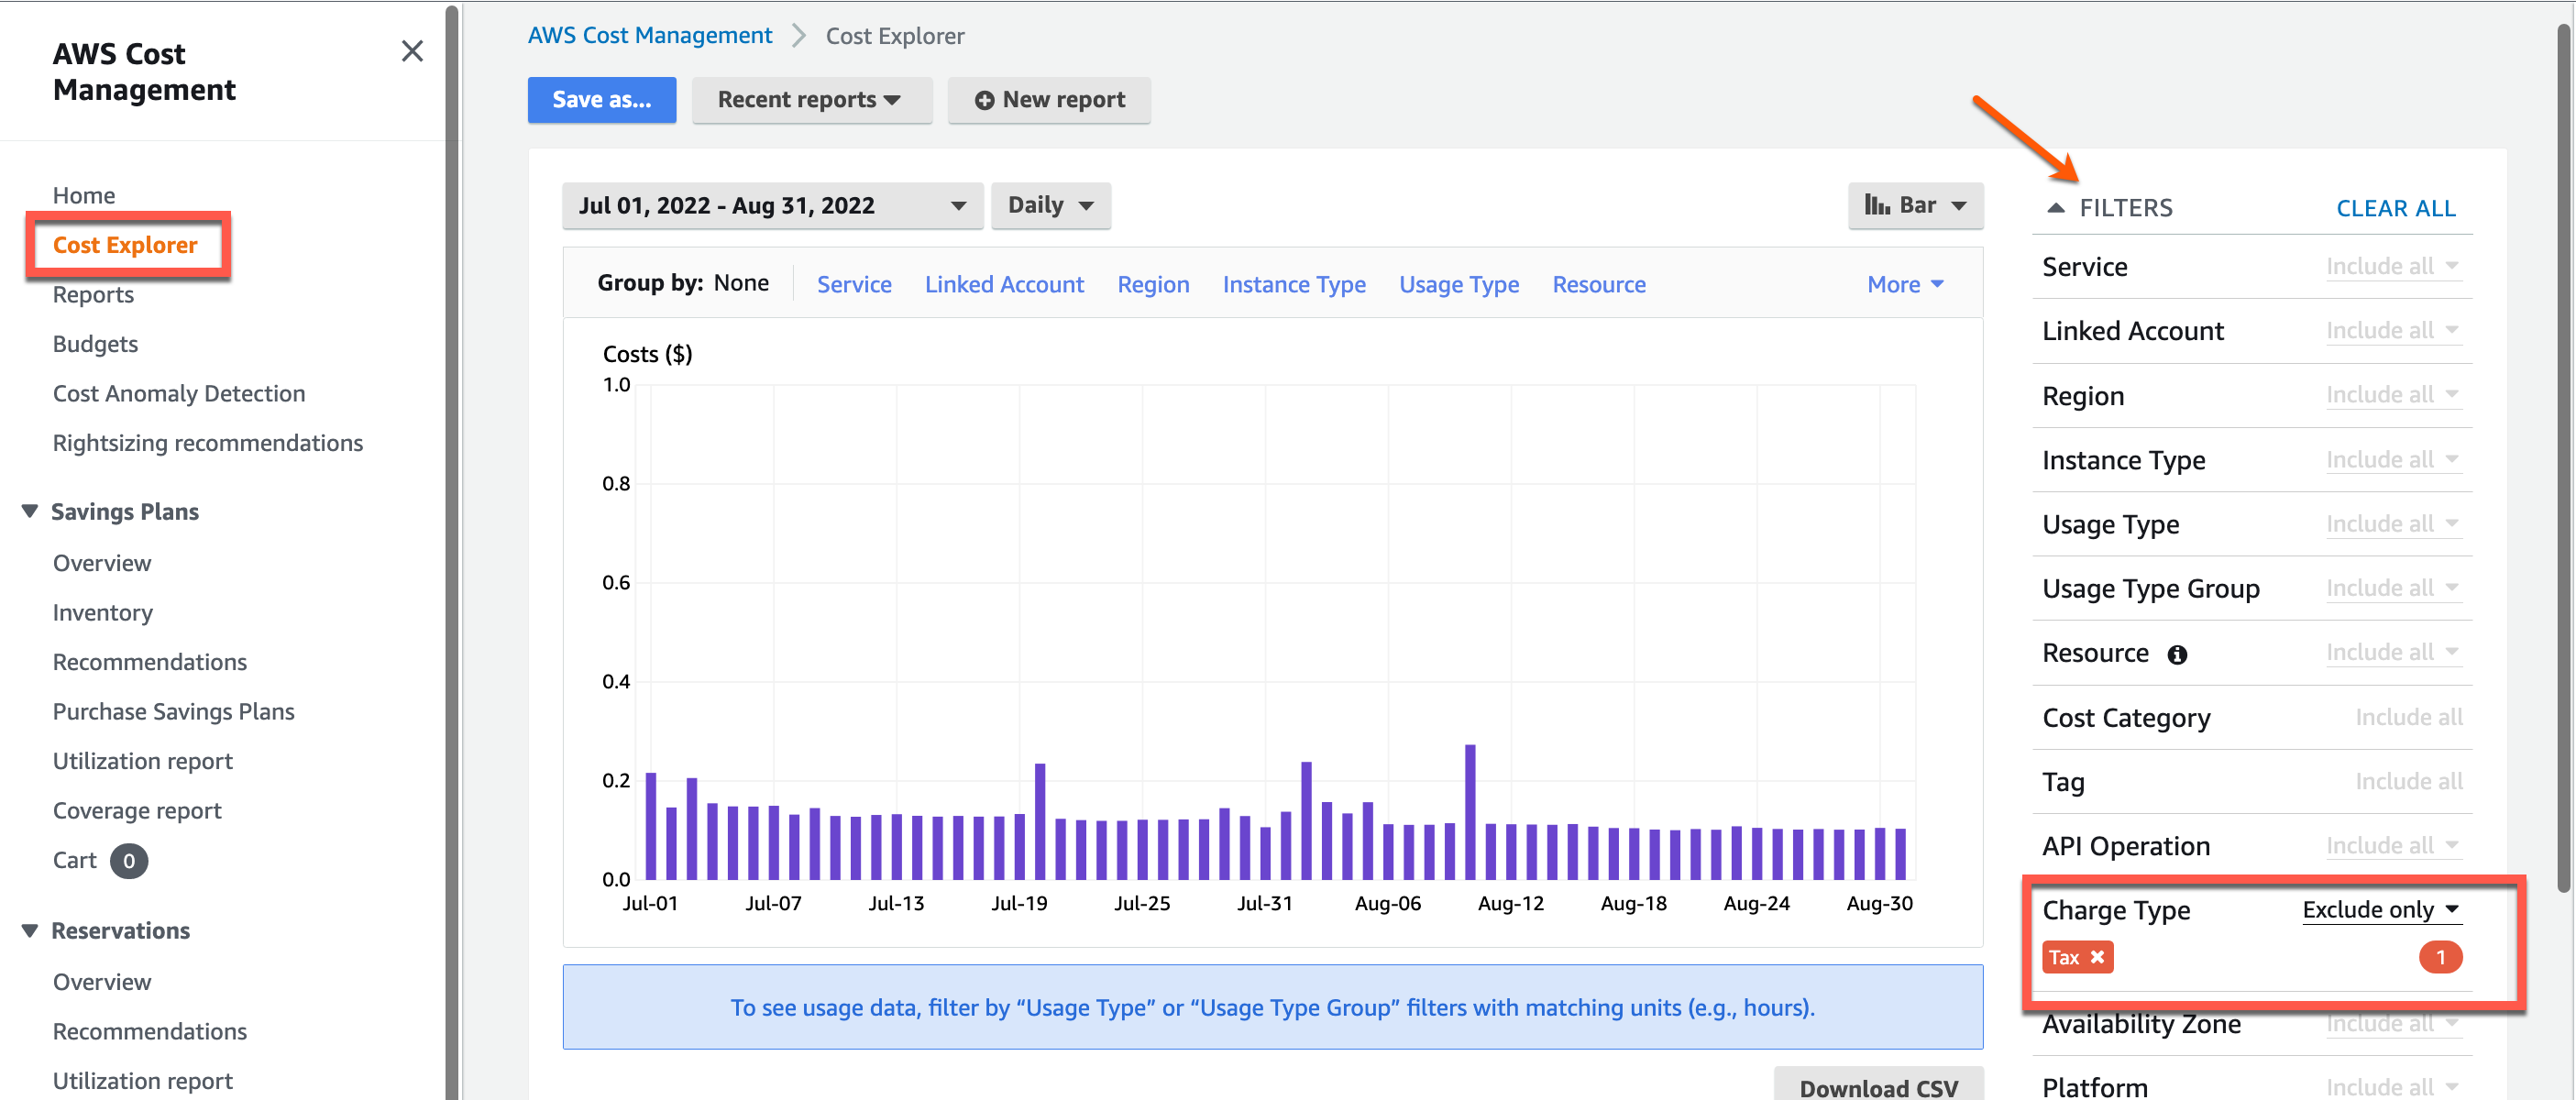 AWS Cost
Management
Home
Cost Explorer
Reports
Budgets
Cost Anomaly Detection
Rightsizing recommendations
Savings Plans
Overview
Inventory
Recommendations
Purchase Savings Plans
Utilization report
Coverage report
Cart 0
Reservations
Overview
Recommendations
Utilization report
AWS Cost Management Cost Explorer
Save as... Recent reports New report
Jul 01, 2022 - Aug 31, 2022 Daily Bar
Group by: None Service Linked Account Region Instance Type Usage Type Resource More
Costs ($)
1.0
0.8
0.6
0.4
0.2
0.0
Jul-01 Jul-07 Jul-13 Jul-19 Jul-25 Jul-31 Aug-06 Aug-12 Aug-18 Aug-24 Aug-30
To see usage data, filter by “Usage Type” or “Usage Type Group” filters with matching units (e.g., hours).
Download CSV
FILTERS CLEAR ALL
Service Include all
Linked Account Include all
Region Include all
Instance Type Include all
Usage Type Include all
Usage Type Group Include all
Resource Include all
Cost Category Include all
Tag Include all
API Operation Include all
Charge Type Exclude only
Tax 1
Availability Zone Include all
Platform Include all